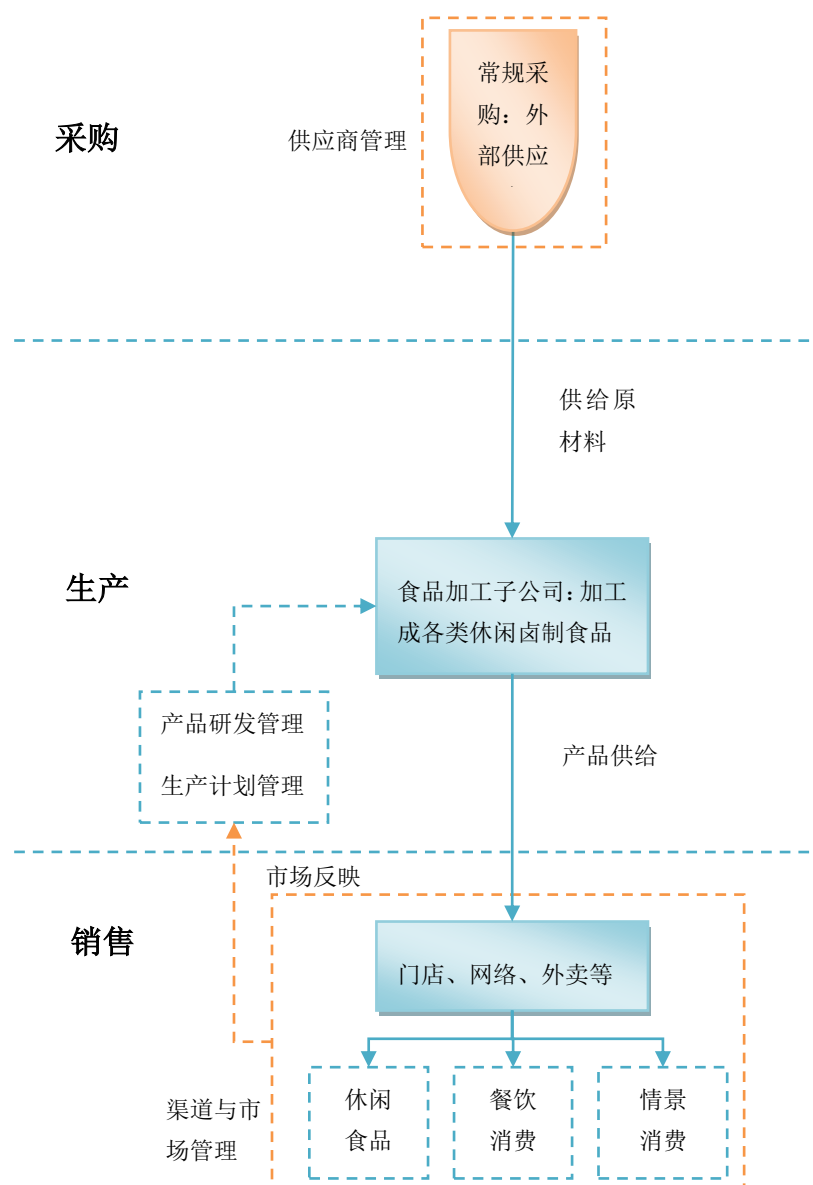 采购
供应商管理
常规采
购：外
部供应
供给原
材料
生产
食品加工子公司：加工
成各类休闲卤制食品
产品研发管理
生产计划管理
产品供给
市场反映
销售
门店、网络、外卖等
渠道与市
场管理
休闲
食品
餐饮
消费
情景
消费